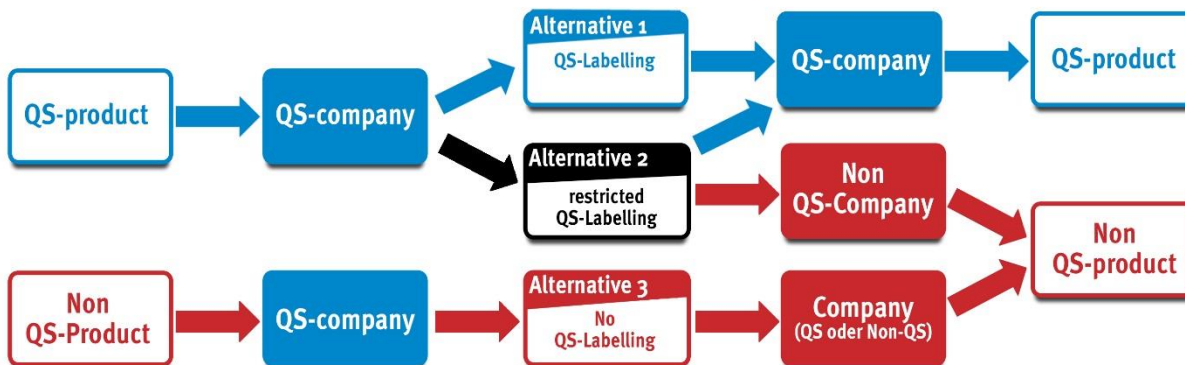 QS-product
QS-company
Alternative 1
QS-Labelling
QS-company
QS-product
Alternative 2
restricted
QS-Labelling
Non
QS-Company
Non
QS-product
Non
QS-Product
QS-company
Alternative 3
No
QS-Labelling
Company
(QS oder Non-QS)